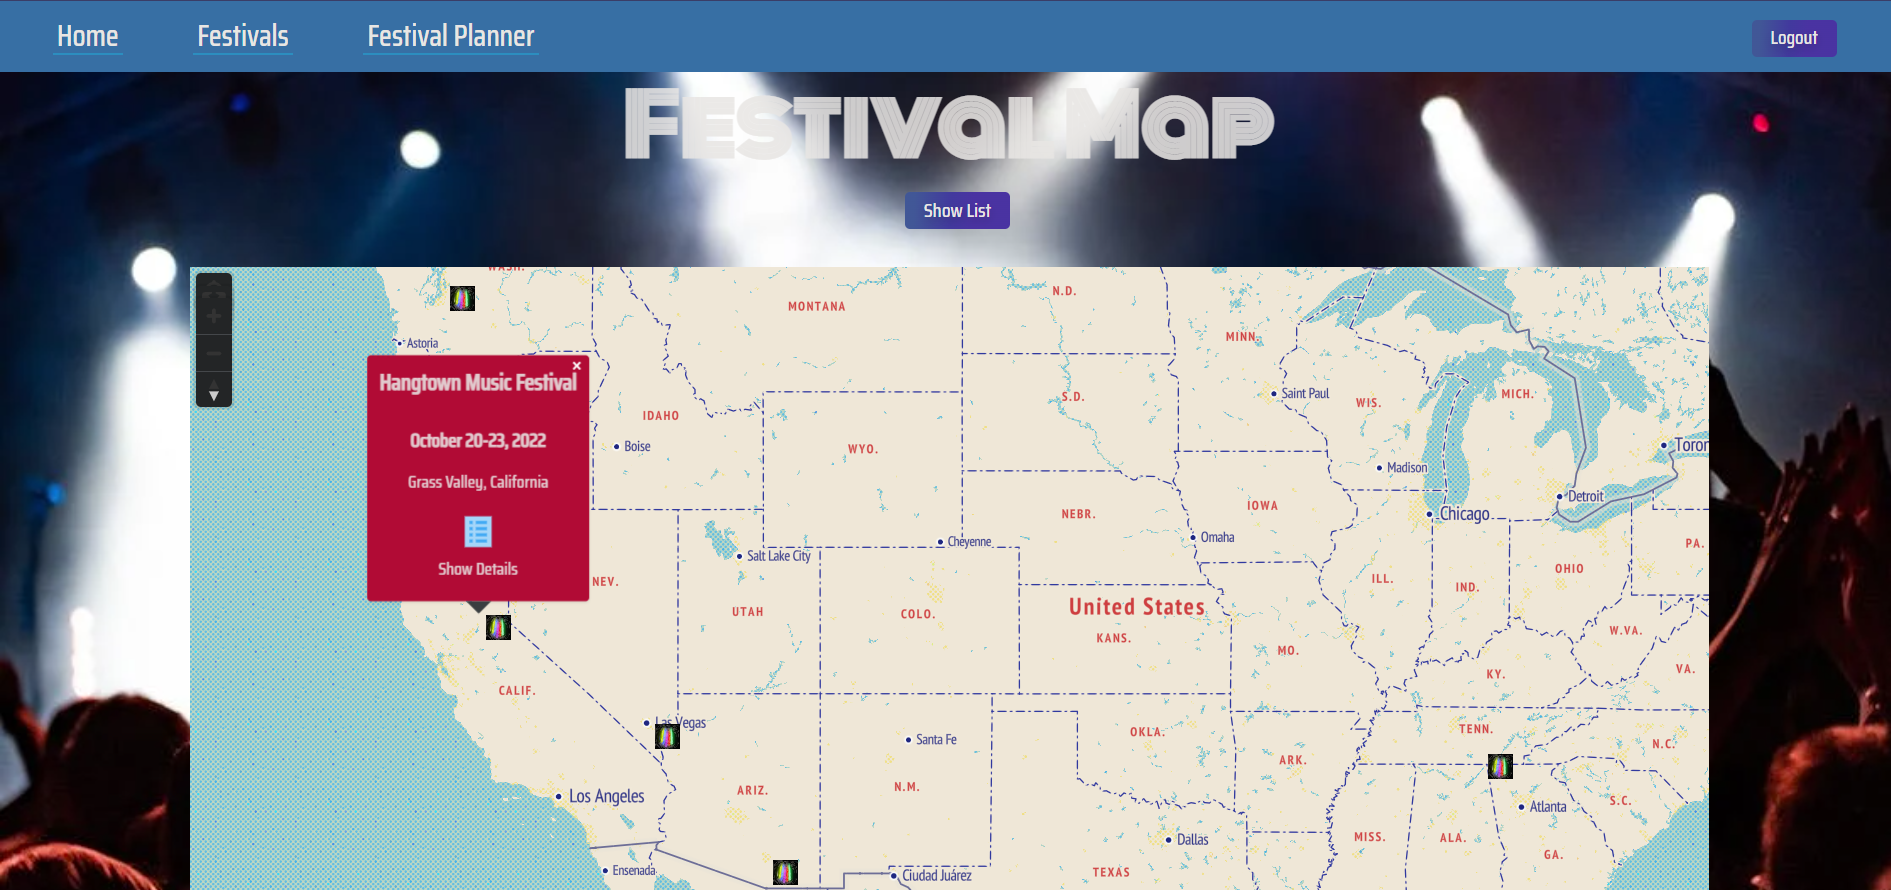 Home
Festivals
Festival Planner
Logout
Festival Map
Show List
WASH.
MONTANA
N.D.
MINN.
Astoria
Hangtown Music Festival
×
October 20-23, 2022
Grass Valley, California
Show Details
IDAHO
Boise
WYO.
S.D.
Saint Paul
WIS.
MICH.
Madison
Toron
Detroit
Chicago
NEBR.
IOWA
Omaha
Cheyenne
Salt Lake City
PA.
NEV.
UTAH
COLO.
United States
KANS.
ILL.
IND.
OHIO
MO.
W.VA.
VA.
KY.
CALIF.
Las Vegas
Santa Fe
OKLA.
TENN.
N.C.
ARK.
Los Angeles
ARIZ.
N.M.
Atlanta
S.C.
Dallas
MISS.
ALA.
GA.
Ensenada
Ciudad Juárez
TEXAS